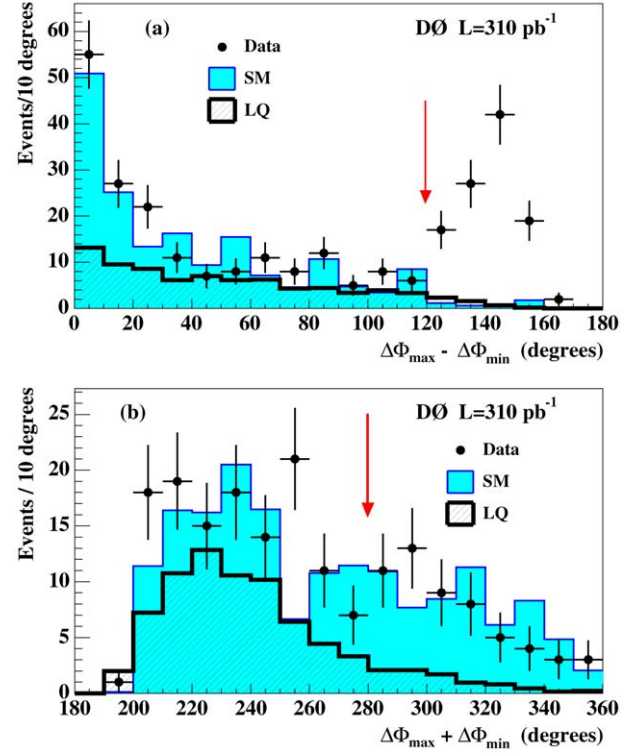 (a)
DØ L=310 pb⁻¹
Data
SM
LQ
Events/10 degrees
60
50
40
30
20
10
0
0 20 40 60 80 100 120 140 160 180
ΔΦmax - ΔΦmin (degrees)
(b)
DØ L=310 pb⁻¹
Data
SM
LQ
Events / 10 degrees
25
20
15
10
5
0
180 200 220 240 260 280 300 320 340 360
ΔΦmax + ΔΦmin (degrees)